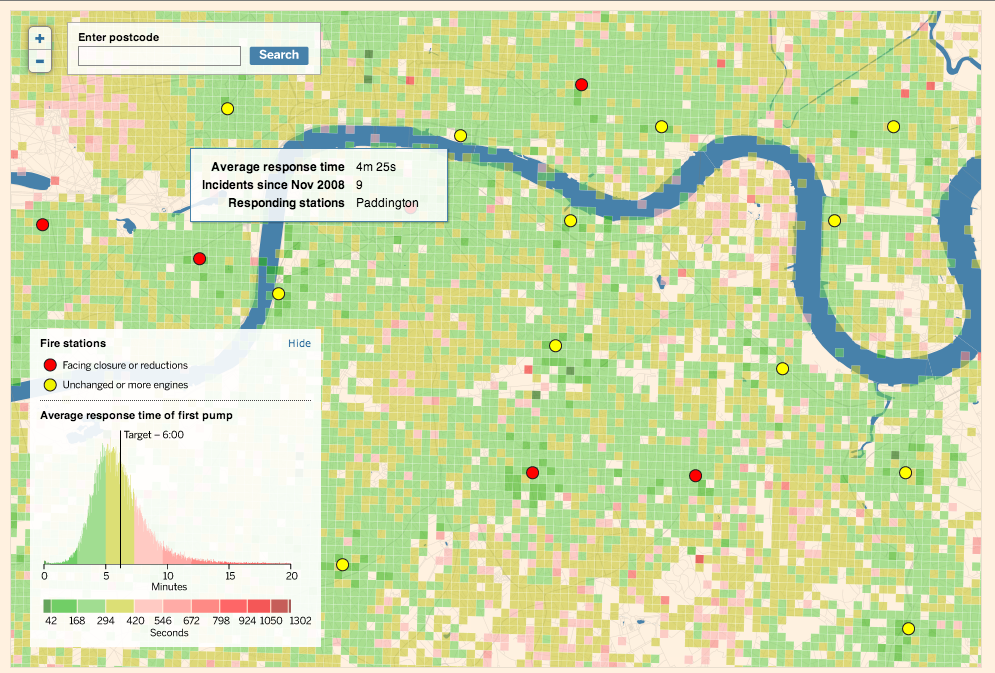 +
-
Enter postcode
Search
Average response time 4m 25s
Incidents since Nov 2008 9
Responding stations Paddington
Fire stations Hide
Facing closure or reductions
Unchanged or more engines
Average response time of first pump
Target – 6:00
0 5 10 15 20
Minutes
42 168 294 420 546 672 798 924 1050 1302
Seconds